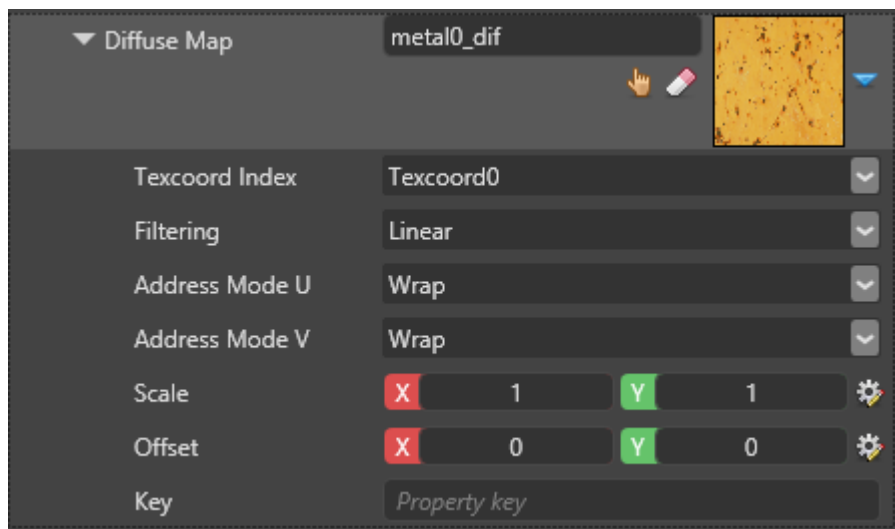 Diffuse Map metal0_dif
Texcoord Index Texcoord0
Filtering Linear
Address Mode U Wrap
Address Mode V Wrap
Scale X 1 Y 1
Offset X 0 Y 0
Key Property key